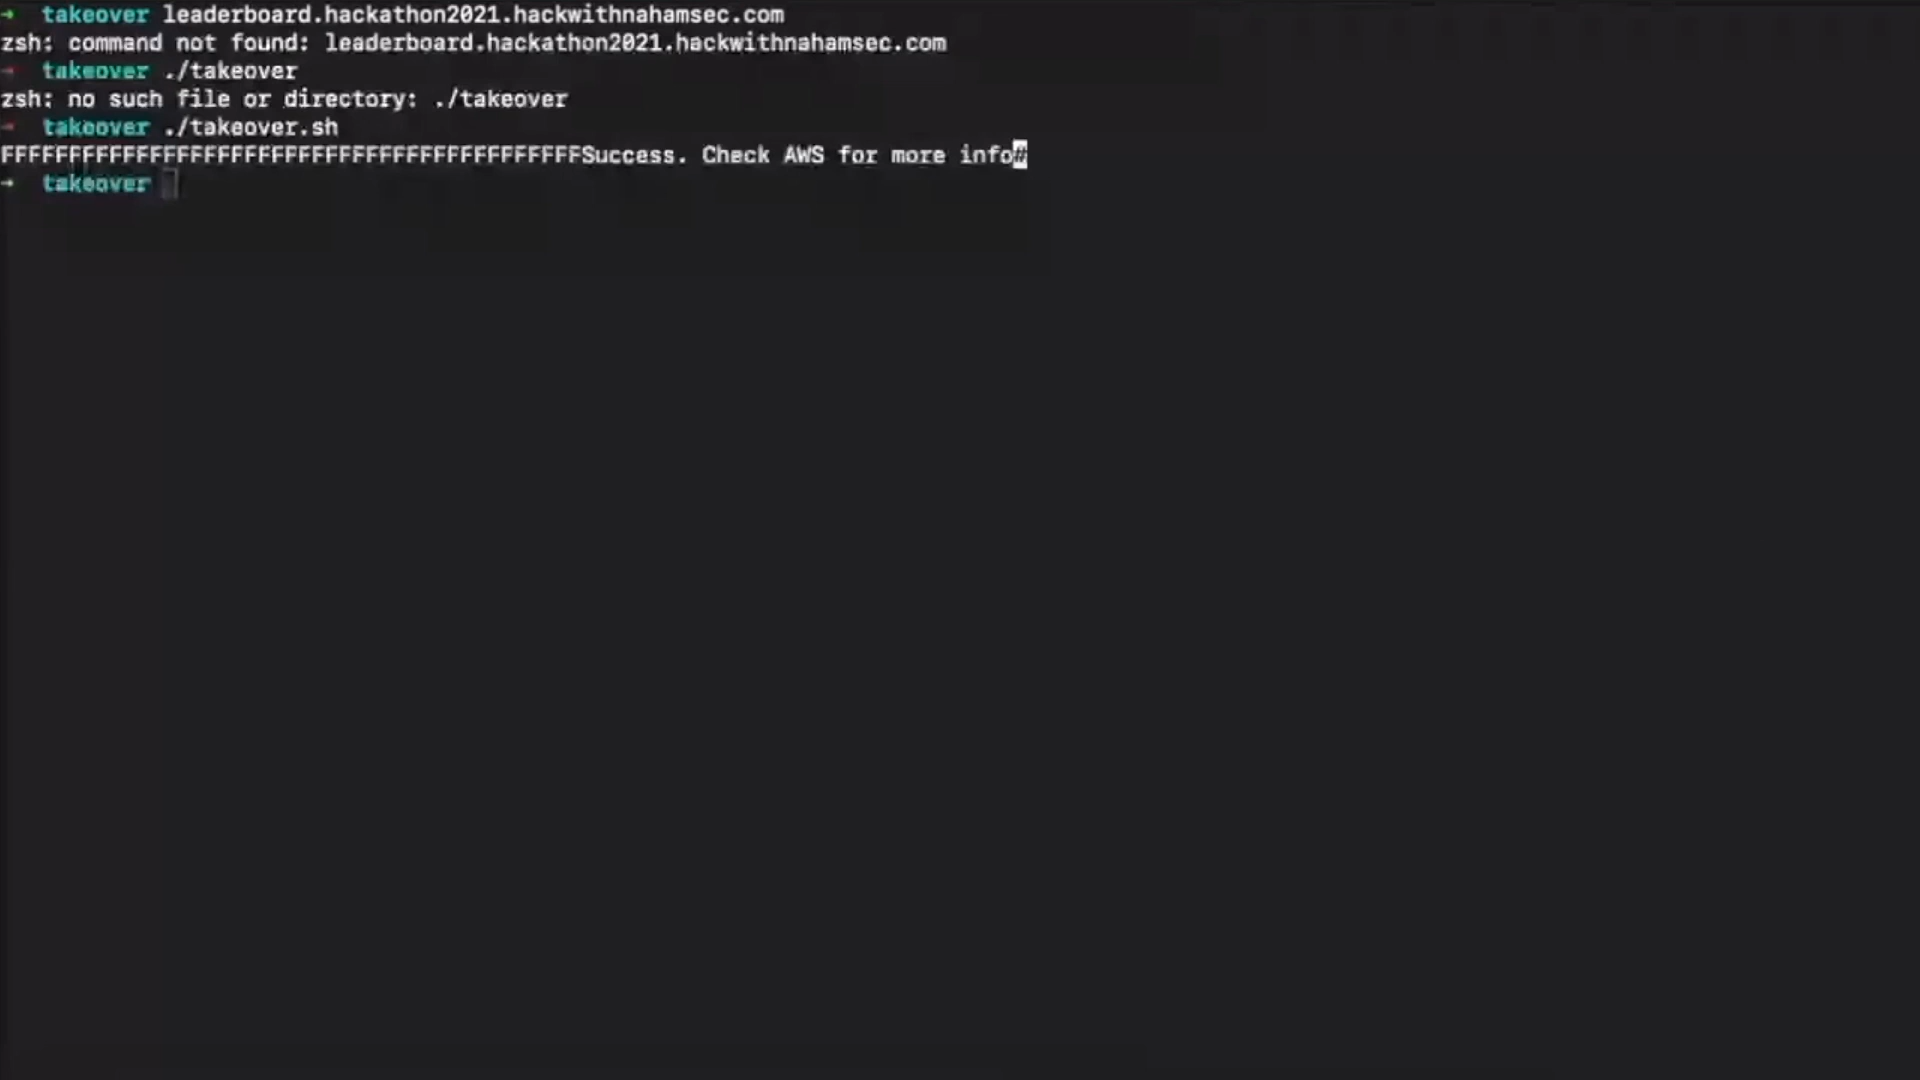 → takeover leaderboard.hackathon2021.hackwithnahamsec.com
zsh: command not found: leaderboard.hackathon2021.hackwithnahamsec.com
→ takeover ./takeover
zsh: no such file or directory: ./takeover
→ takeover ./takeover.sh
FFFFFFFFFFFFFFFFFFFFFFFFFFFFFFFFFFFFFFFFFFFSuccess. Check AWS for more info#
→ takeover